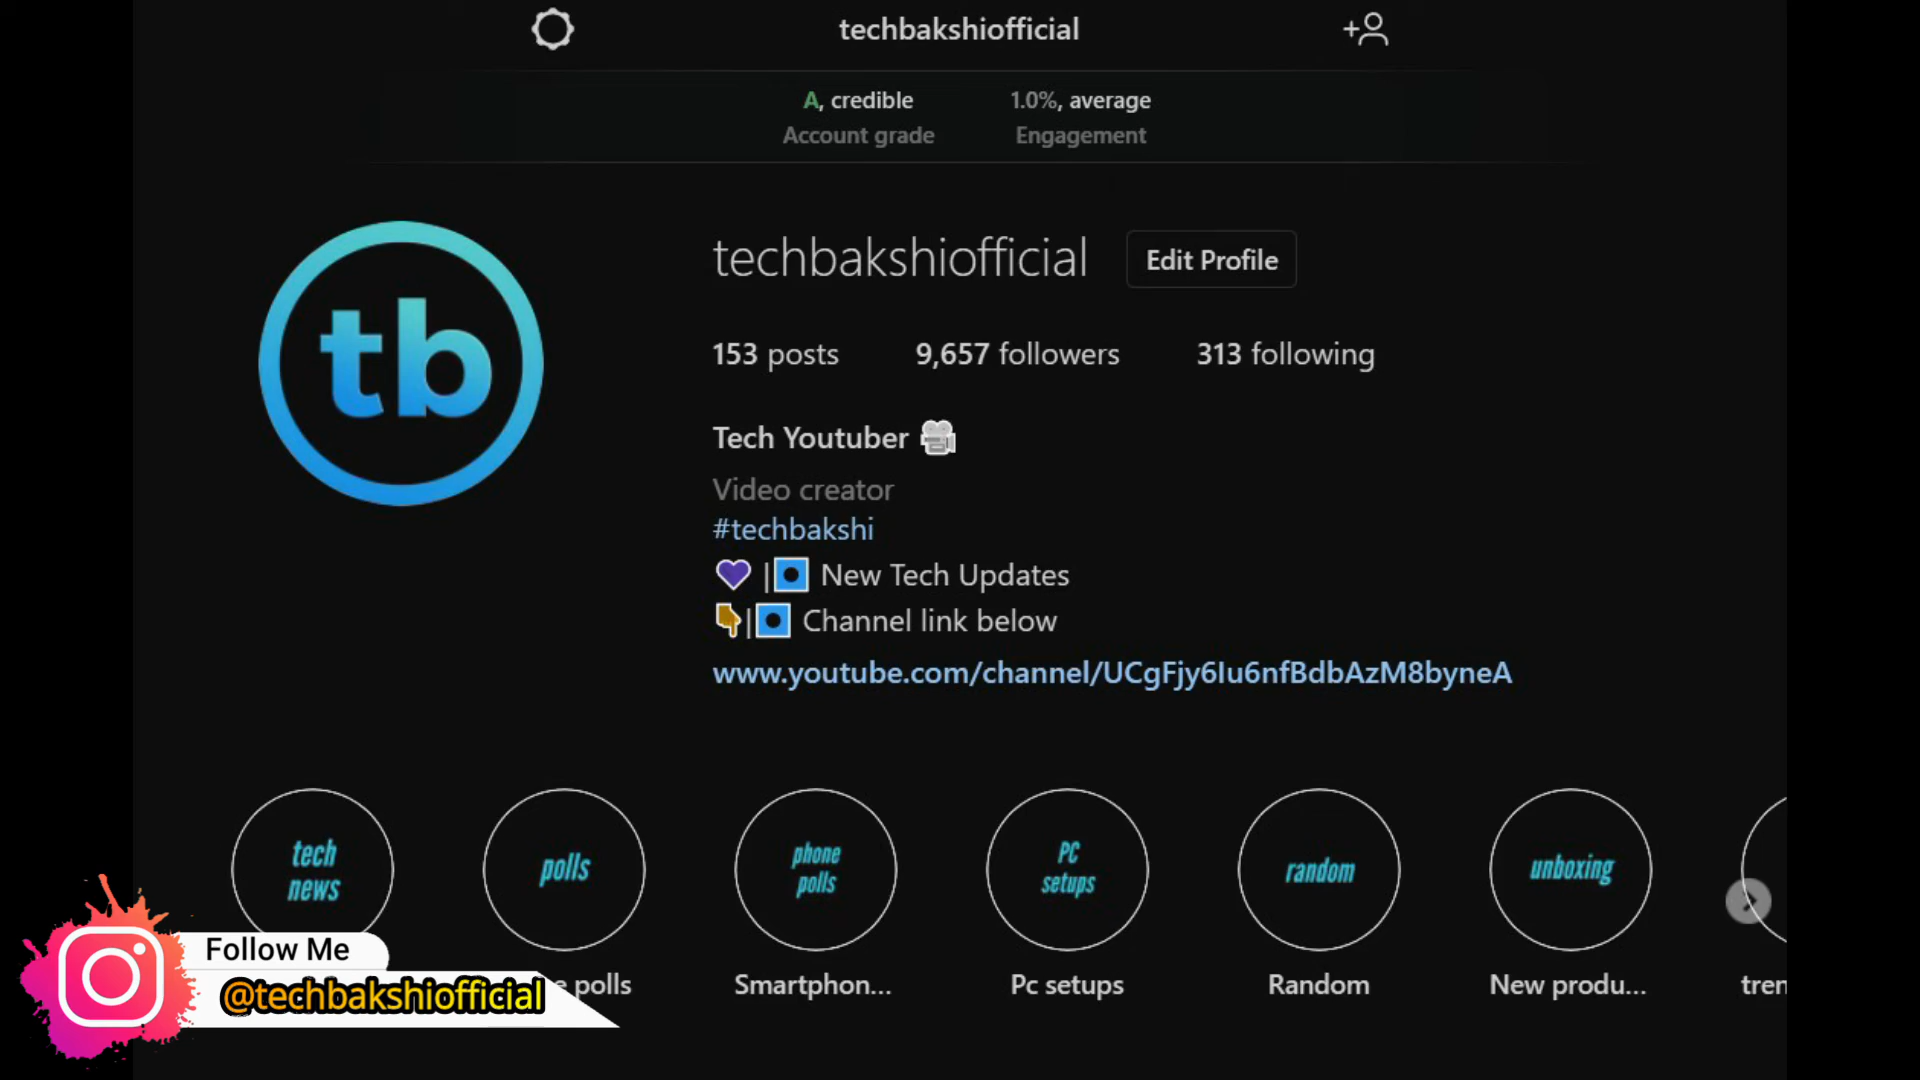 techbakshiofficial
A, credible
Account grade
1.0%, average
Engagement
tb
techbakshiofficial
Edit Profile
153 posts
9,657 followers
313 following
Tech Youtuber 🎥
Video creator
#techbakshi
💜 | New Tech Updates
👇| Channel link below
www.youtube.com/channel/UCgFjy6Iu6nfBdbAzM8byneA
tech
news
polls
phone
polls
PC
setups
random
unboxing
e polls
Smartphon...
Pc setups
Random
New produ...
tren
Follow Me
@techbakshiofficial